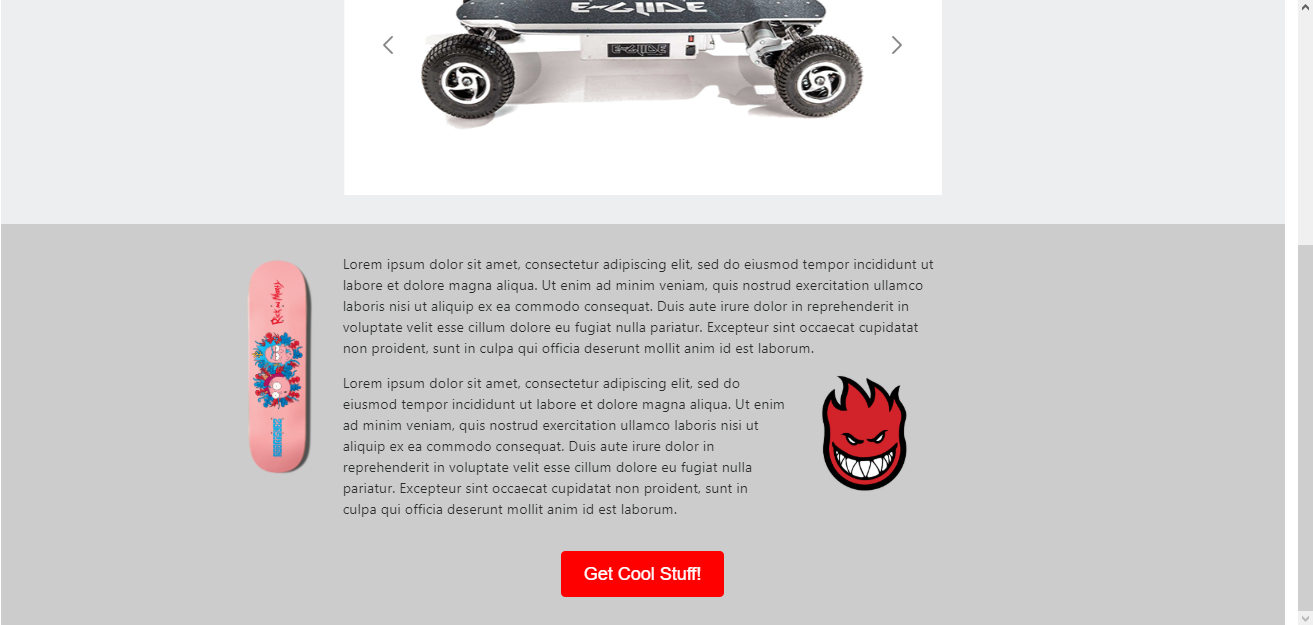 E-GLIDE
E-GLIDE
Lorem ipsum dolor sit amet, consectetur adipiscing elit, sed do eiusmod tempor incididunt ut
labore et dolore magna aliqua. Ut enim ad minim veniam, quis nostrud exercitation ullamco
laboris nisi ut aliquip ex ea commodo consequat. Duis aute irure dolor in reprehenderit in
voluptate velit esse cillum dolore eu fugiat nulla pariatur. Excepteur sint occaecat cupidatat
non proident, sunt in culpa qui officia deserunt mollit anim id est laborum.
Rick and Morty
Lorem ipsum dolor sit amet, consectetur adipiscing elit, sed do
eiusmod tempor incididunt ut labore et dolore magna aliqua. Ut enim
ad minim veniam, quis nostrud exercitation ullamco laboris nisi ut
aliquip ex ea commodo consequat. Duis aute irure dolor in
reprehenderit in voluptate velit esse cillum dolore eu fugiat nulla
pariatur. Excepteur sint occaecat cupidatat non proident, sunt in
culpa qui officia deserunt mollit anim id est laborum.
Get Cool Stuff!